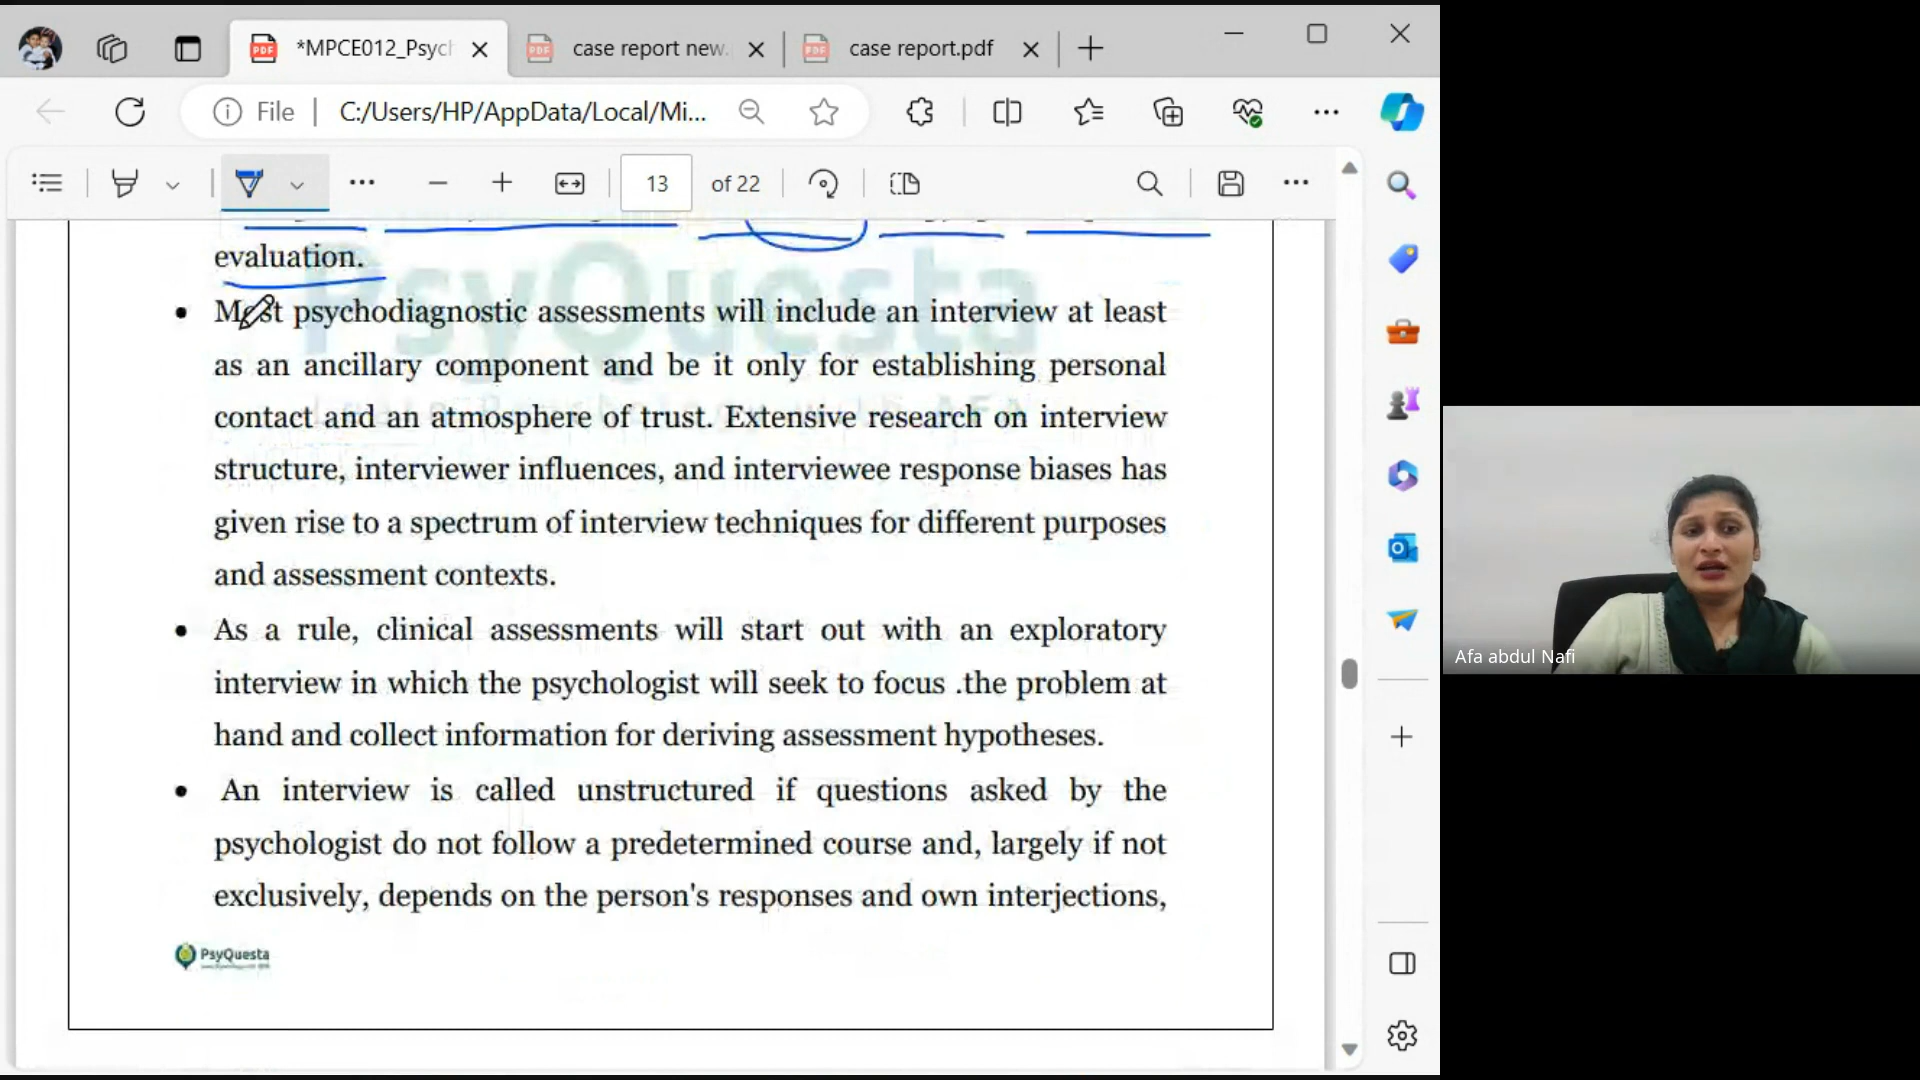 *MPCE012_Psych
case report new.
case report.pdf
File
C:/Users/HP/AppData/Local/Mi...
13
of 22
evaluation.
PsyQuesta
• Most psychodiagnostic assessments will include an interview at least
as an ancillary component and be it only for establishing personal
contact and an atmosphere of trust. Extensive research on interview
structure, interviewer influences, and interviewee response biases has
given rise to a spectrum of interview techniques for different purposes
and assessment contexts.
• As a rule, clinical assessments will start out with an exploratory
interview in which the psychologist will seek to focus .the problem at
hand and collect information for deriving assessment hypotheses.
• An interview is called unstructured if questions asked by the
psychologist do not follow a predetermined course and, largely if not
exclusively, depends on the person's responses and own interjections,
PsyQuesta
Afa abdul Nafi